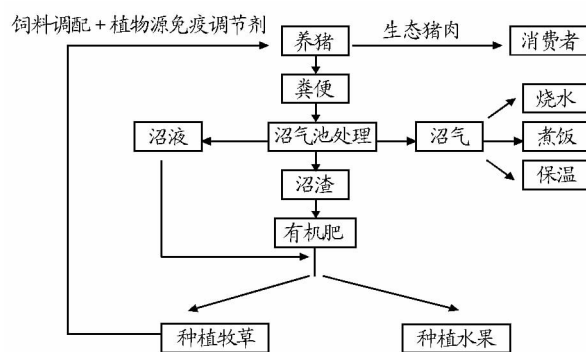 饲料调配+植物源免疫调节剂
养猪
生态猪肉
消费者
粪便
烧水
沼液
沼气池处理
沼气
煮饭
沼渣
保温
有机肥
种植牧草
种植水果